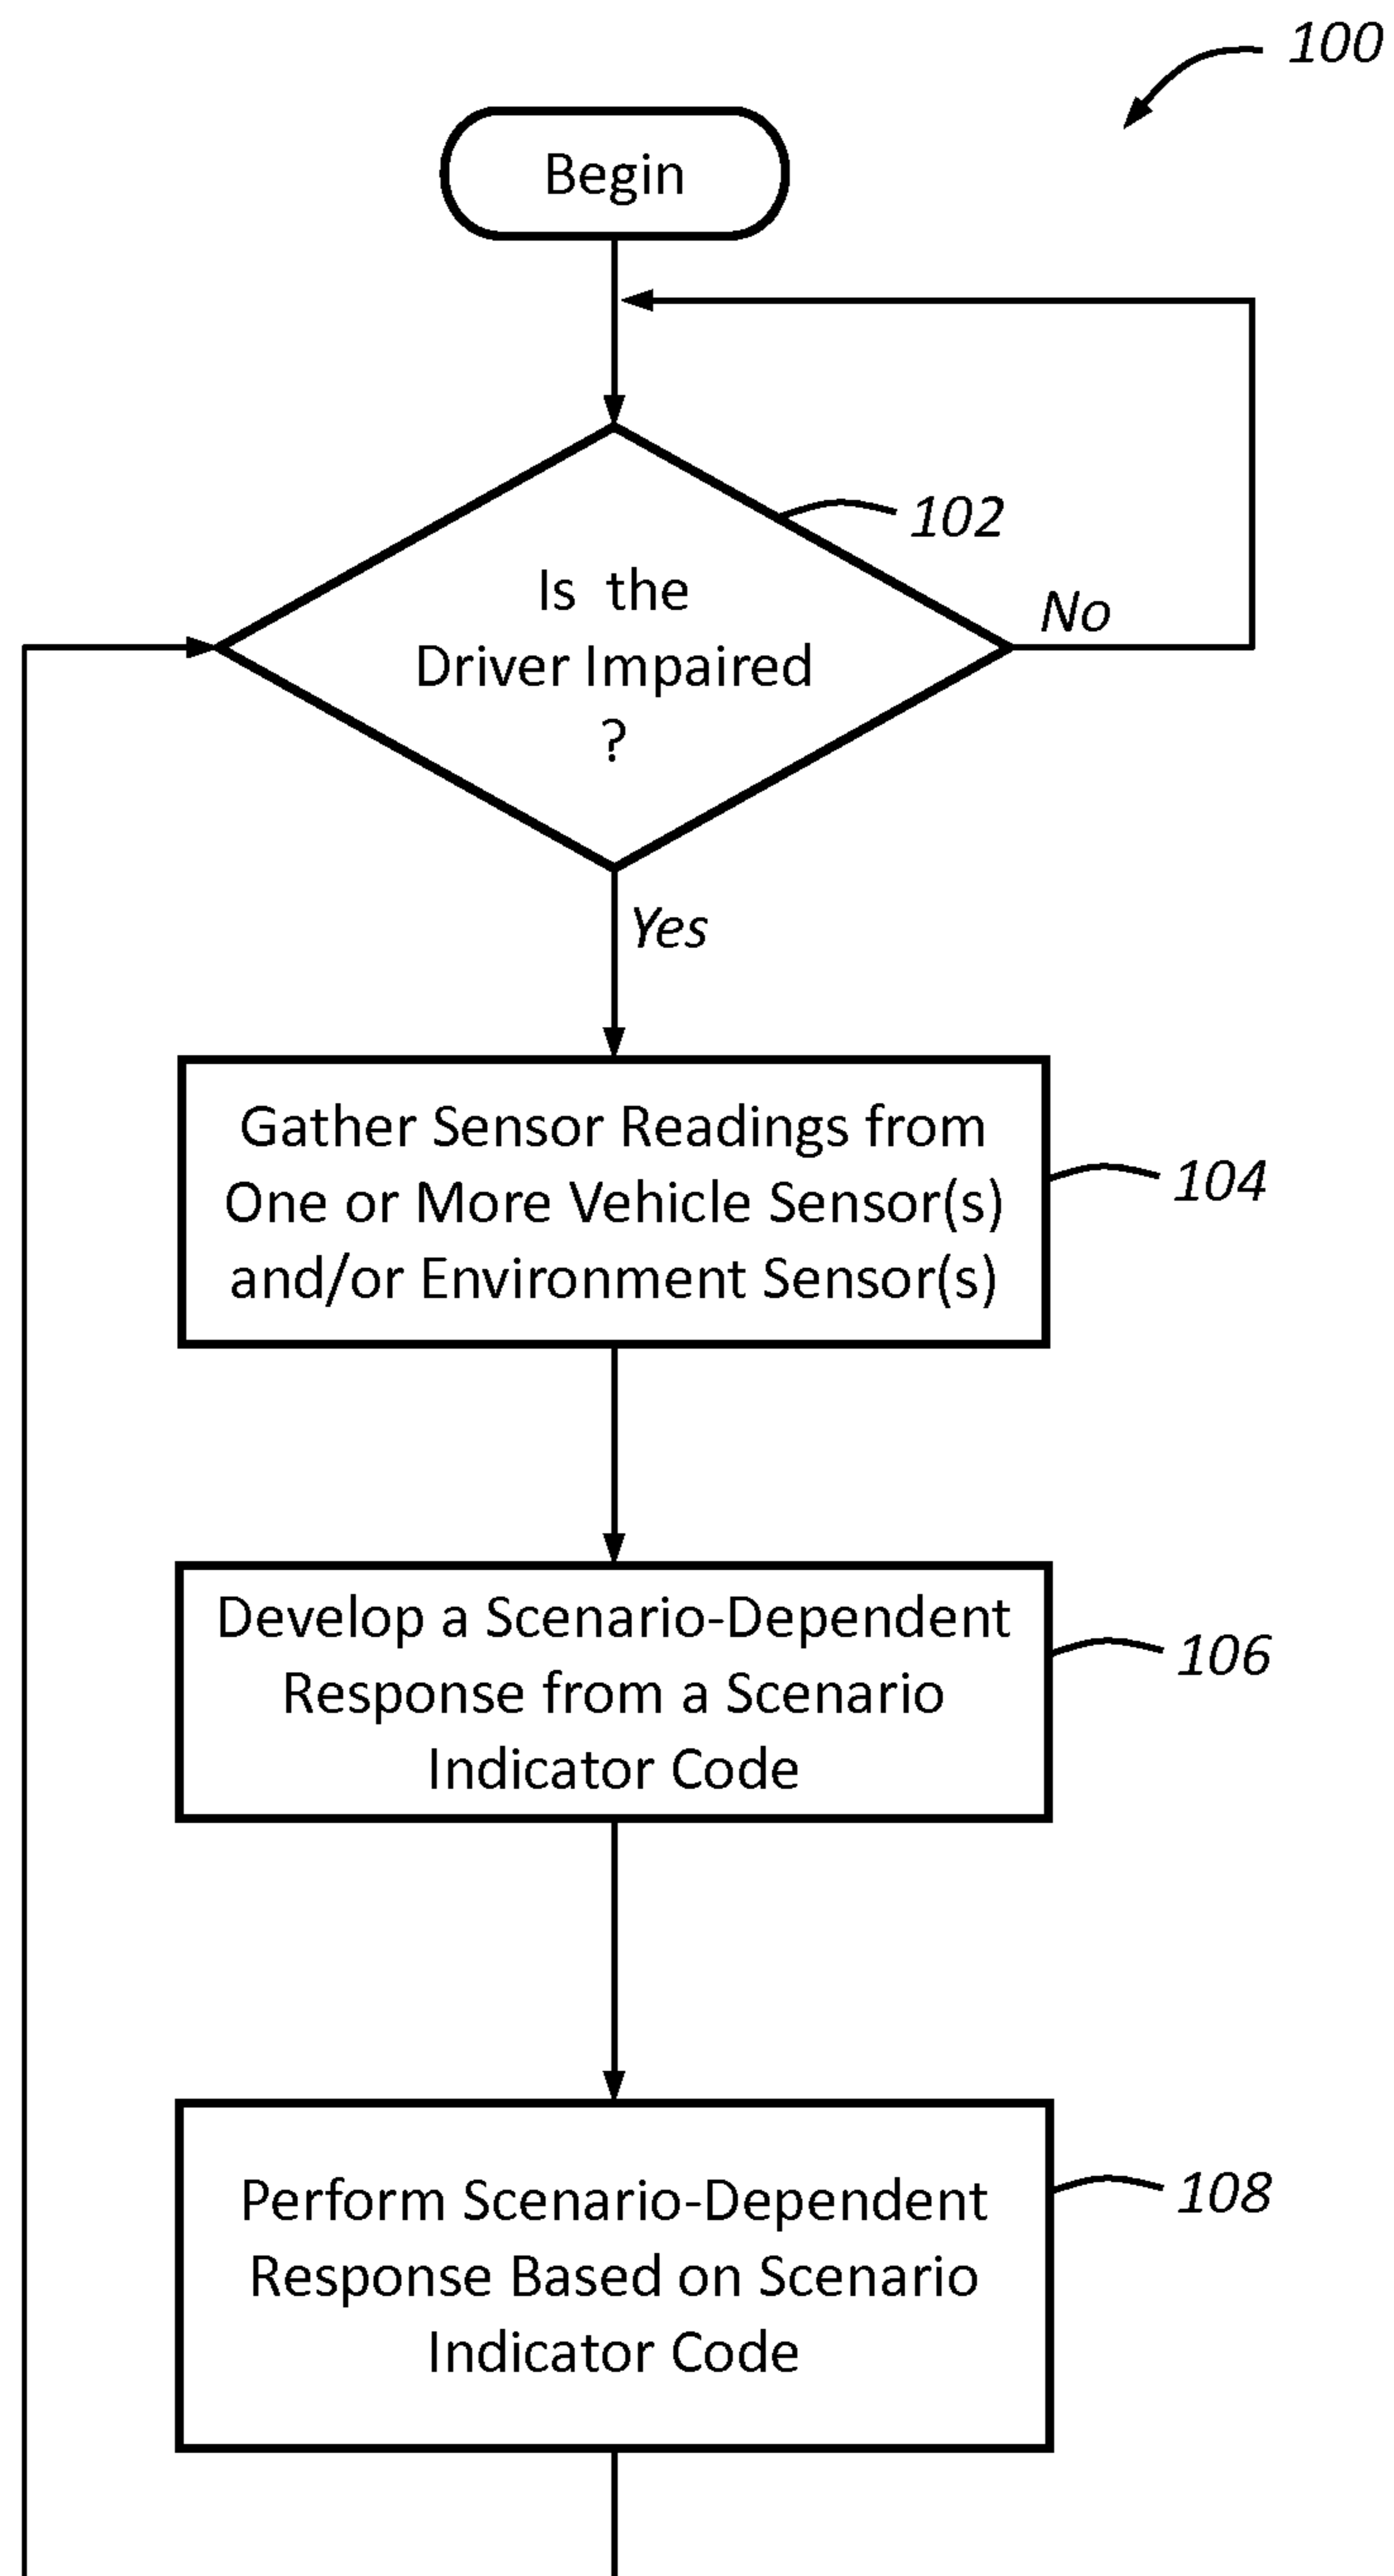 100
Begin
102
Is the
Driver Impaired
?
No
Yes
Gather Sensor Readings from
One or More Vehicle Sensor(s)
and/or Environment Sensor(s)
104
Develop a Scenario-Dependent
Response from a Scenario
Indicator Code
106
Perform Scenario-Dependent
Response Based on Scenario
Indicator Code
108